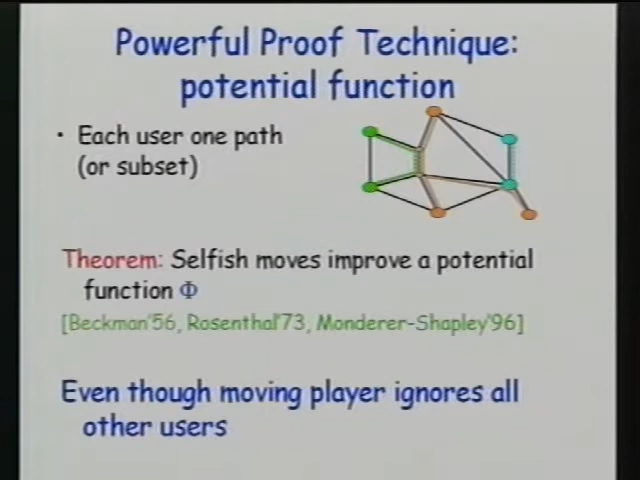 Powerful Proof Technique:
potential function
• Each user one path
(or subset)
Theorem: Selfish moves improve a potential
function Φ
[Beckman'56, Rosenthal'73, Monderer-Shapley'96]
Even though moving player ignores all
other users